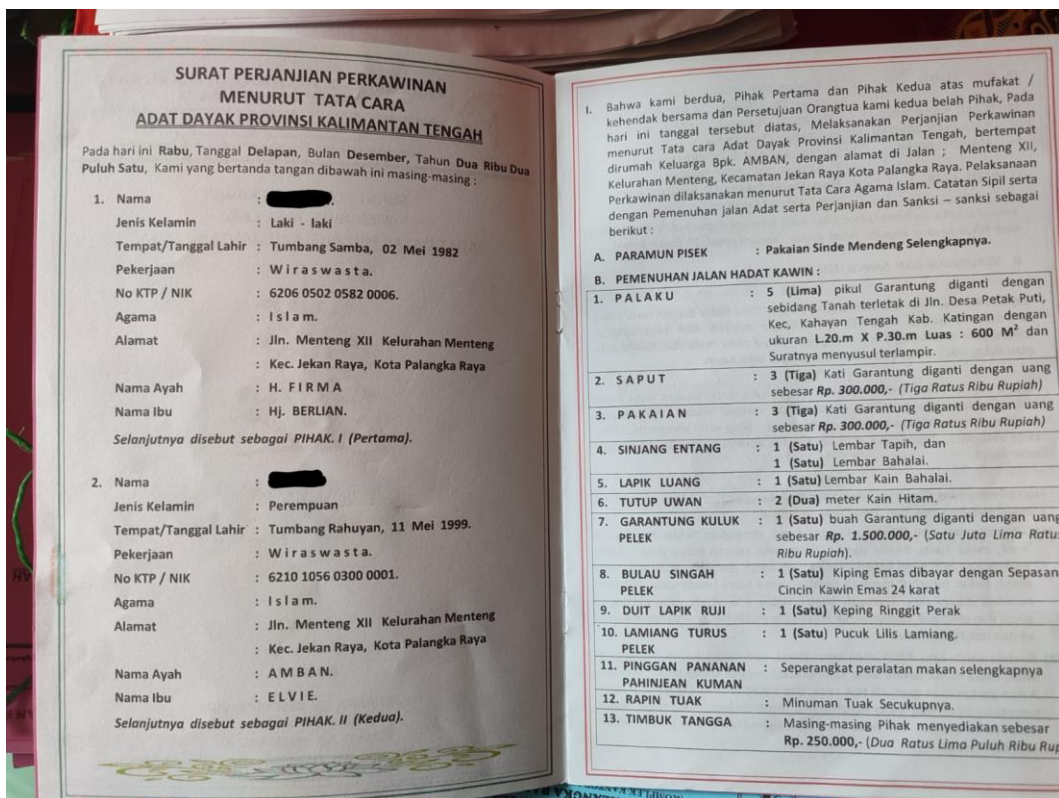 SURAT PERJANJIAN PERKAWINAN
MENURUT TATA CARA
ADAT DAYAK PROVINSI KALIMANTAN TENGAH
Pada hari ini Rabu, Tanggal Delapan, Bulan Desember, Tahun Dua Ribu Dua
Puluh Satu, Kami yang bertanda tangan dibawah ini masing-masing :
1. Nama :
Jenis Kelamin : Laki - laki
Tempat/Tanggal Lahir : Tumbang Samba, 02 Mei 1982
Pekerjaan : Wiraswasta.
No KTP / NIK : 6206 0502 0582 0006.
Agama : Islam.
Alamat : Jln. Menteng XII Kelurahan Menteng
: Kec. Jekan Raya, Kota Palangka Raya
Nama Ayah : H. FIRMA
Nama Ibu : Hj. BERLIAN.
Selanjutnya disebut sebagai PIHAK. I (Pertama).
2. Nama :
Jenis Kelamin : Perempuan
Tempat/Tanggal Lahir : Tumbang Rahuyan, 11 Mei 1999.
Pekerjaan : Wiraswasta.
No KTP / NIK : 6210 1056 0300 0001.
Agama : Islam.
Alamat : Jln. Menteng XII Kelurahan Menteng
: Kec. Jekan Raya, Kota Palangka Raya
Nama Ayah : AMBAN.
Nama Ibu : ELVIE.
Selanjutnya disebut sebagai PIHAK. II (Kedua).
I. Bahwa kami berdua, Pihak Pertama dan Pihak Kedua atas mufakat /
kehendak bersama dan Persetujuan Orangtua kami kedua belah Pihak, Pada
hari ini tanggal tersebut diatas, Melaksanakan Perjanjian Perkawinan
menurut Tata cara Adat Dayak Provinsi Kalimantan Tengah, bertempat
dirumah Keluarga Bpk. AMBAN, dengan alamat di Jalan ; Menteng XII,
Kelurahan Menteng, Kecamatan Jekan Raya Kota Palangka Raya. Pelaksanaan
Perkawinan dilaksanakan menurut Tata Cara Agama Islam. Catatan Sipil serta
dengan Pemenuhan jalan Adat serta Perjanjian dan Sanksi – sanksi sebagai
berikut :
A. PARAMUN PISEK : Pakaian Sinde Mendeng Selengkapnya.
B. PEMENUHAN JALAN HADAT KAWIN :
1. PALAKU : 5 (Lima) pikul Garantung diganti dengan
sebidang Tanah terletak di Jln. Desa Petak Puti,
Kec, Kahayan Tengah Kab. Katingan dengan
ukuran L.20.m X P.30.m Luas : 600 M² dan
Suratnya menyusul terlampir.
2. SAPUT : 3 (Tiga) Kati Garantung diganti dengan uang
sebesar Rp. 300.000,- (Tiga Ratus Ribu Rupiah)
3. PAKAIAN : 3 (Tiga) Kati Garantung diganti dengan uang
sebesar Rp. 300.000,- (Tiga Ratus Ribu Rupiah)
4. SINJANG ENTANG : 1 (Satu) Lembar Tapih, dan
1 (Satu) Lembar Bahalai.
5. LAPIK LUANG : 1 (Satu) Lembar Kain Bahalai.
6. TUTUP UWAN : 2 (Dua) meter Kain Hitam.
7. GARANTUNG KULUK : 1 (Satu) buah Garantung diganti dengan uang
PELEK sebesar Rp. 1.500.000,- (Satu Juta Lima Ratus
Ribu Rupiah).
8. BULAU SINGAH : 1 (Satu) Kiping Emas dibayar dengan Sepasan
PELEK Cincin Kawin Emas 24 karat
9. DUIT LAPIK RUJI : 1 (Satu) Keping Ringgit Perak
10. LAMIANG TURUS : 1 (Satu) Pucuk Lilis Lamiang.
PELEK
11. PINGGAN PANANAN : Seperangkat peralatan makan selengkapnya
PAHINJEAN KUMAN
12. RAPIN TUAK : Minuman Tuak Secukupnya.
13. TIMBUK TANGGA : Masing-masing Pihak menyediakan sebesar
Rp. 250.000,- (Dua Ratus Lima Puluh Ribu Rup